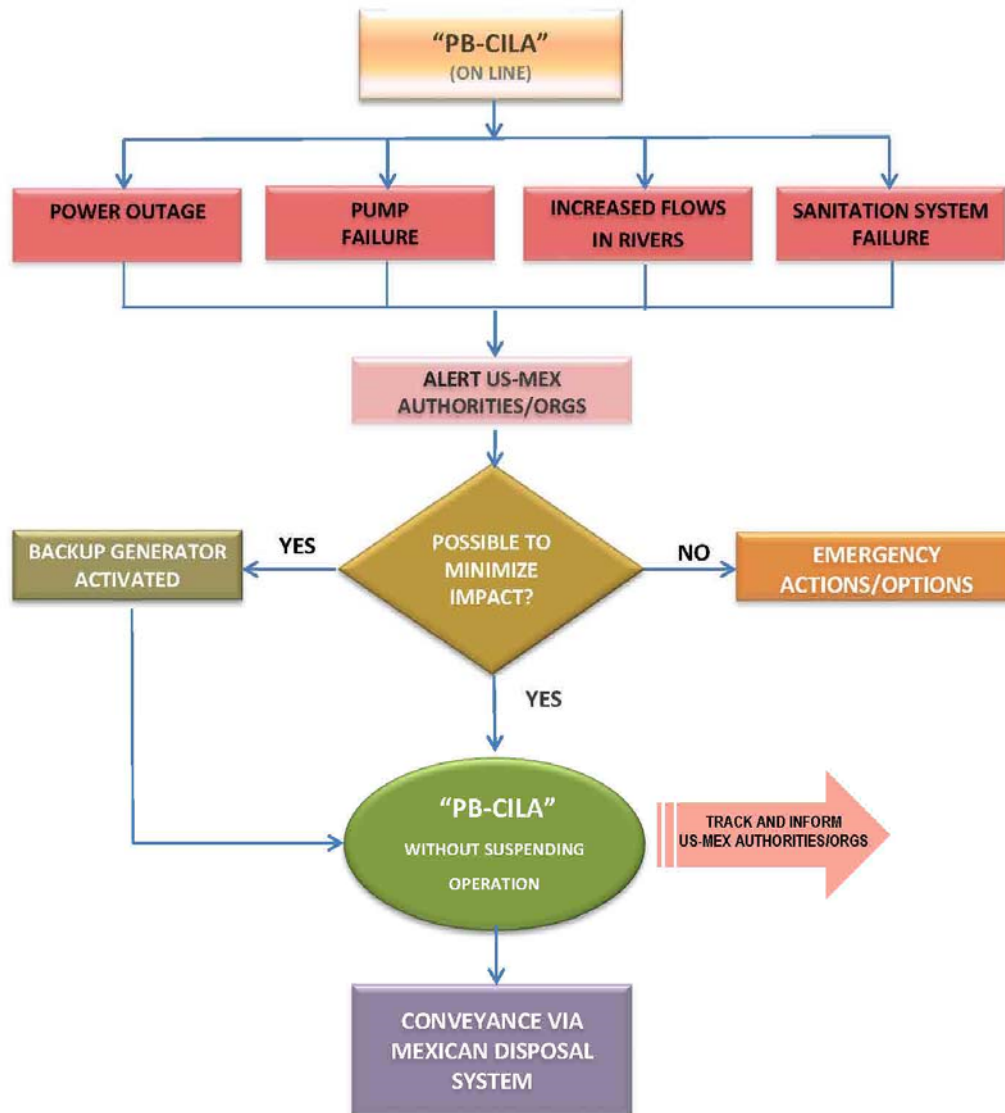 “PB-CILA”
(ON LINE)
POWER OUTAGE
PUMP
FAILURE
INCREASED FLOWS
IN RIVERS
SANITATION SYSTEM
FAILURE
ALERT US-MEX
AUTHORITIES/ORGS
YES
BACKUP GENERATOR
ACTIVATED
POSSIBLE TO
MINIMIZE
IMPACT?
NO
EMERGENCY
ACTIONS/OPTIONS
YES
“PB-CILA”
WITHOUT SUSPENDING
OPERATION
TRACK AND INFORM
US-MEX AUTHORITIES/ORGS
CONVEYANCE VIA
MEXICAN DISPOSAL
SYSTEM